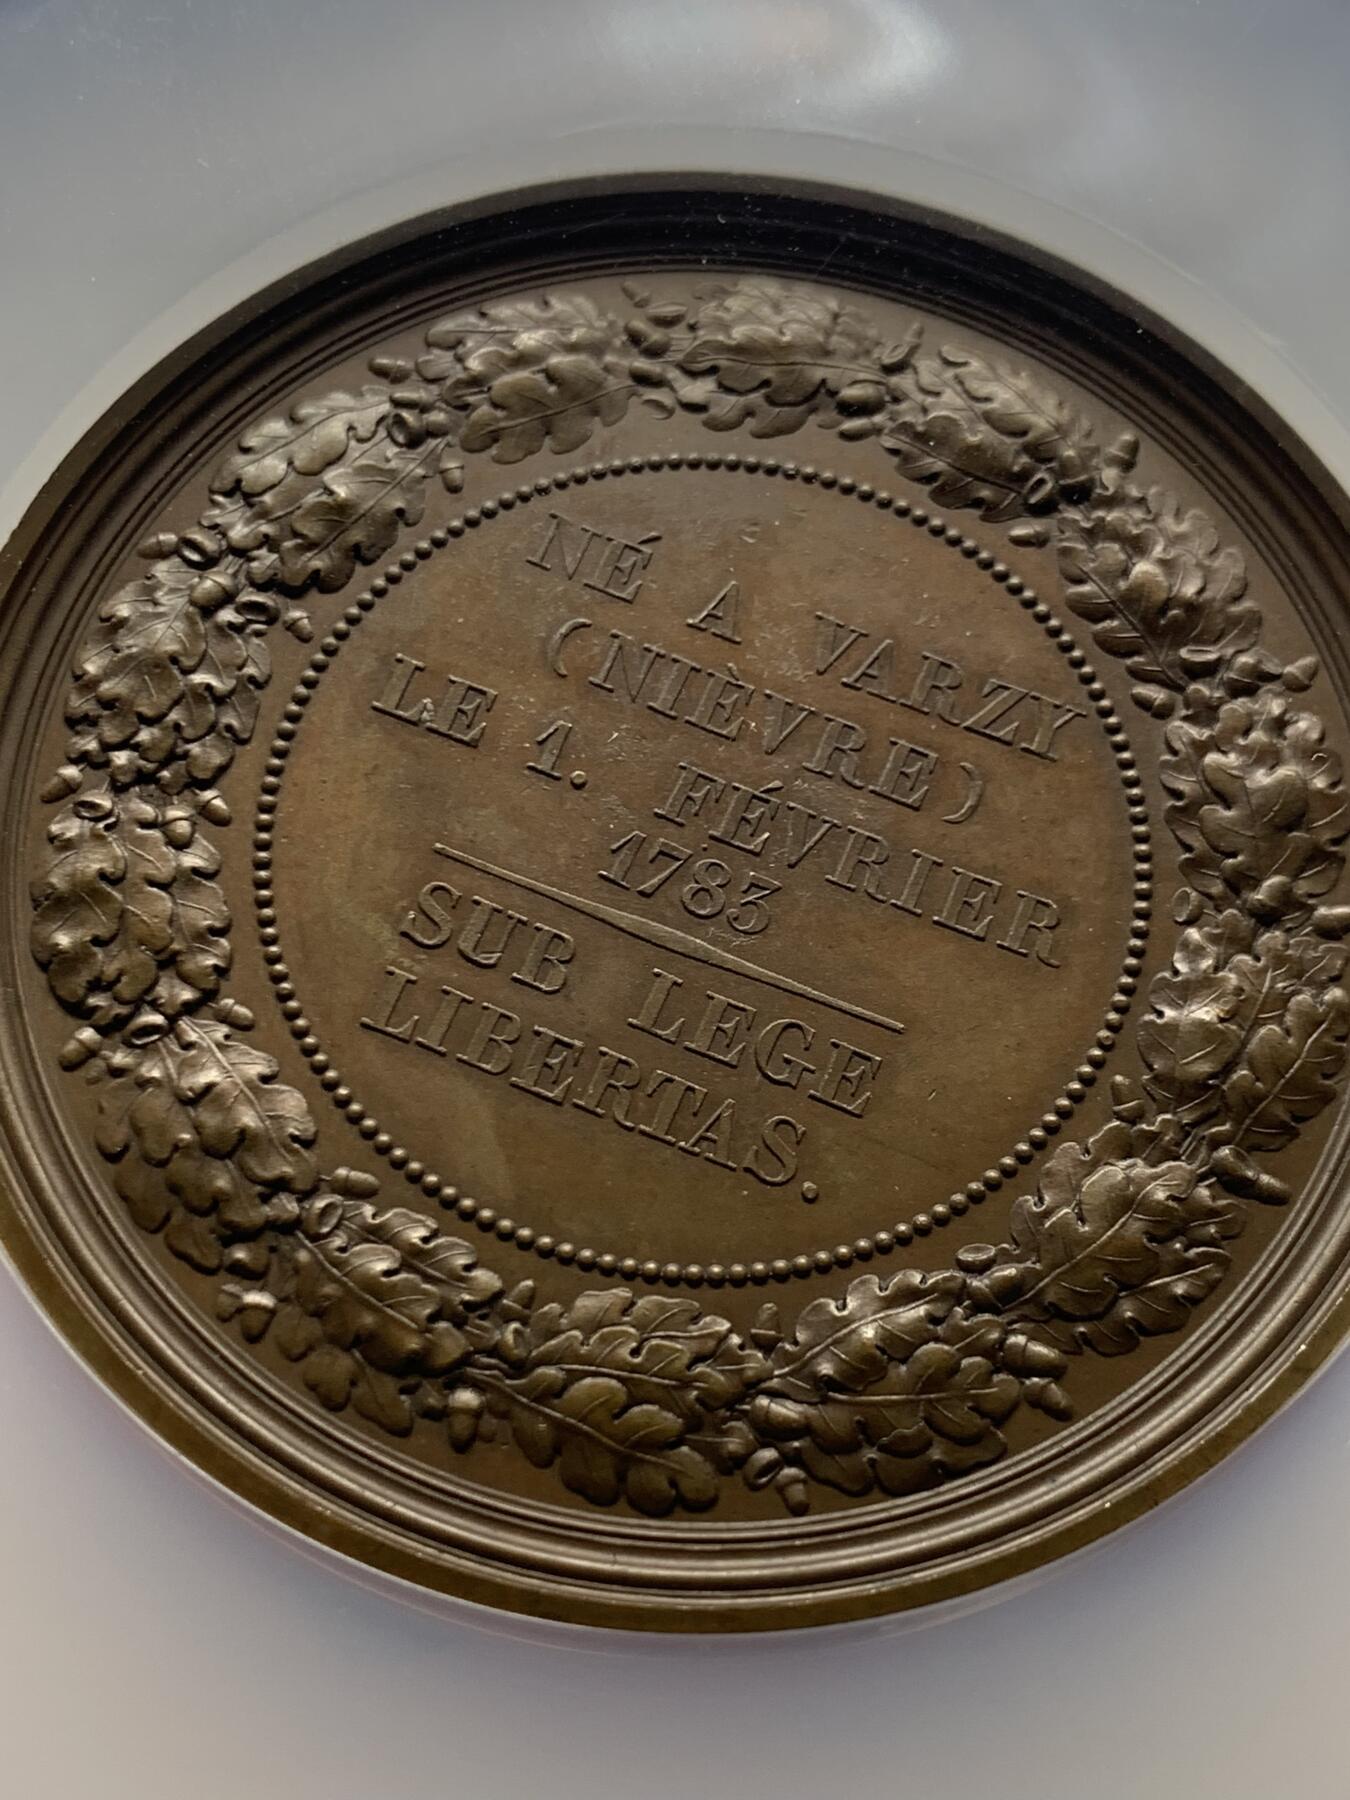 NÉ A VARZY
(NIÈVRE)
LE 1. FÉVRIER
1783
SUB LEGE
LIBERTAS.